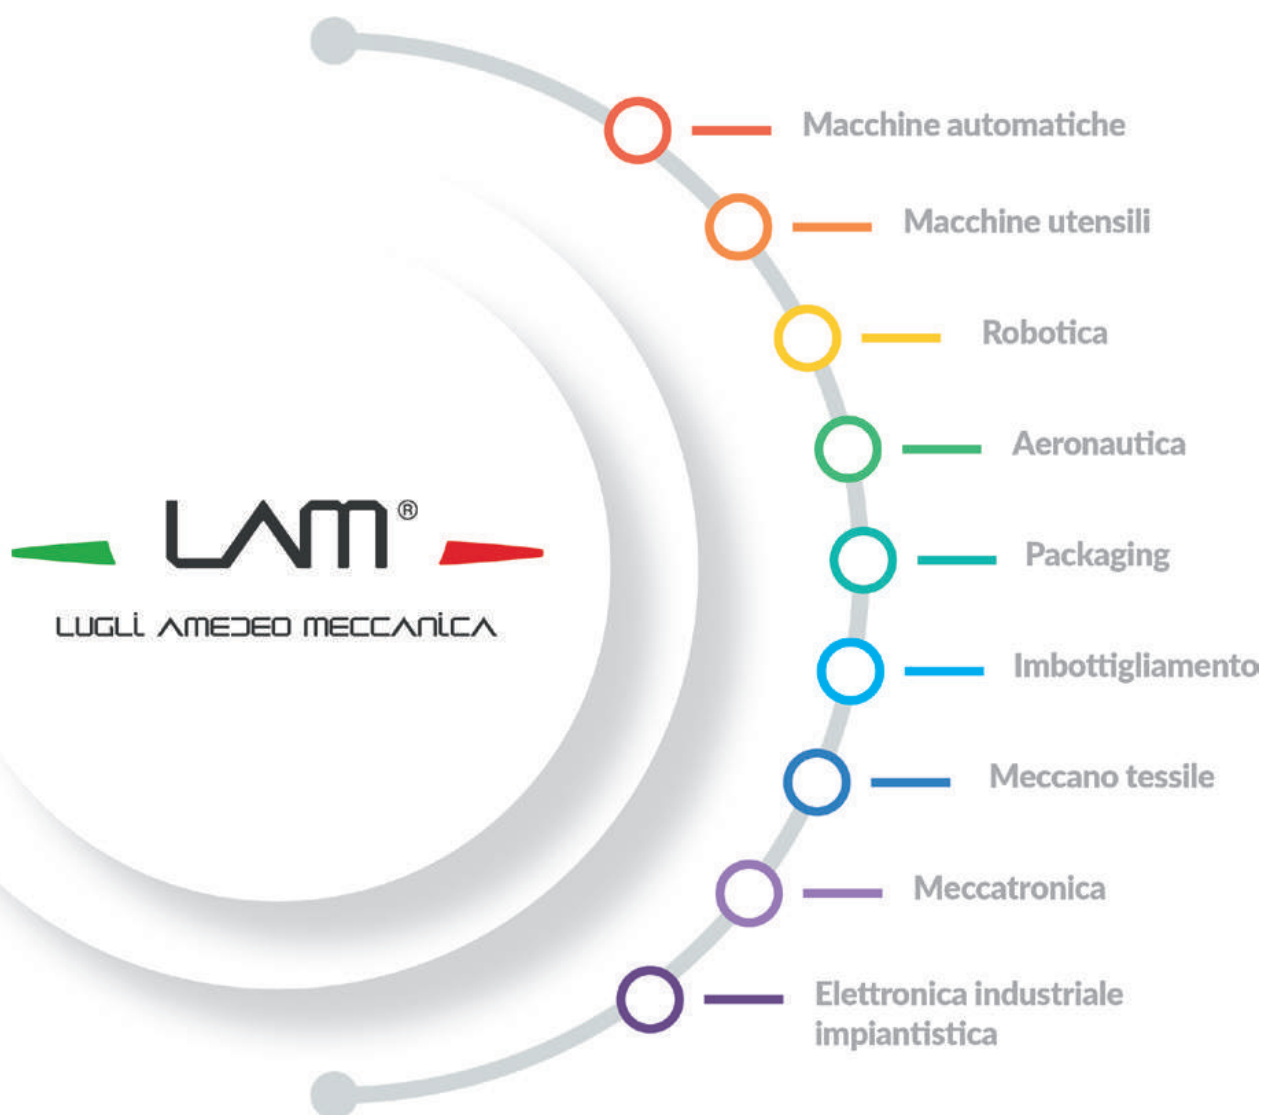 Macchine automatiche
Macchine utensili
Robotica
Aeronautica
LAM®
LUGLI AMEDEO MECCANICA
Packaging
Imbottigliamento
Meccano tessile
Meccatronica
Elettronica industriale
impiantistica